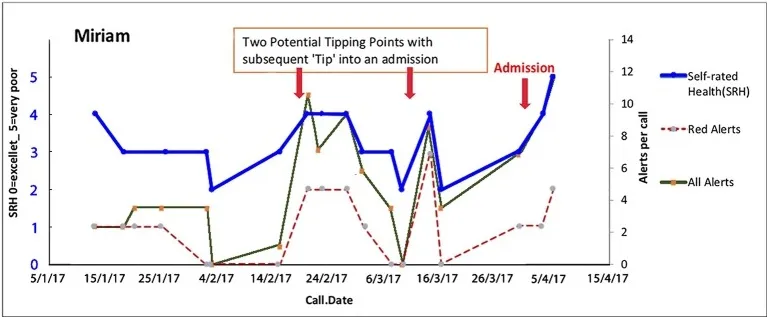 Miriam
Two Potential Tipping Points with
subsequent 'Tip' into an admission
Admission
SRH 0=excellet_ 5=very poor
5
4
3
2
1
0
14
12
10
8
6
4
2
0
Alerts per call
5/1/17 15/1/17 25/1/17 4/2/17 14/2/17 24/2/17 6/3/17 16/3/17 26/3/17 5/4/17 15/4/17
Call.Date
Self-rated
Health(SRH)
Red Alerts
All Alerts